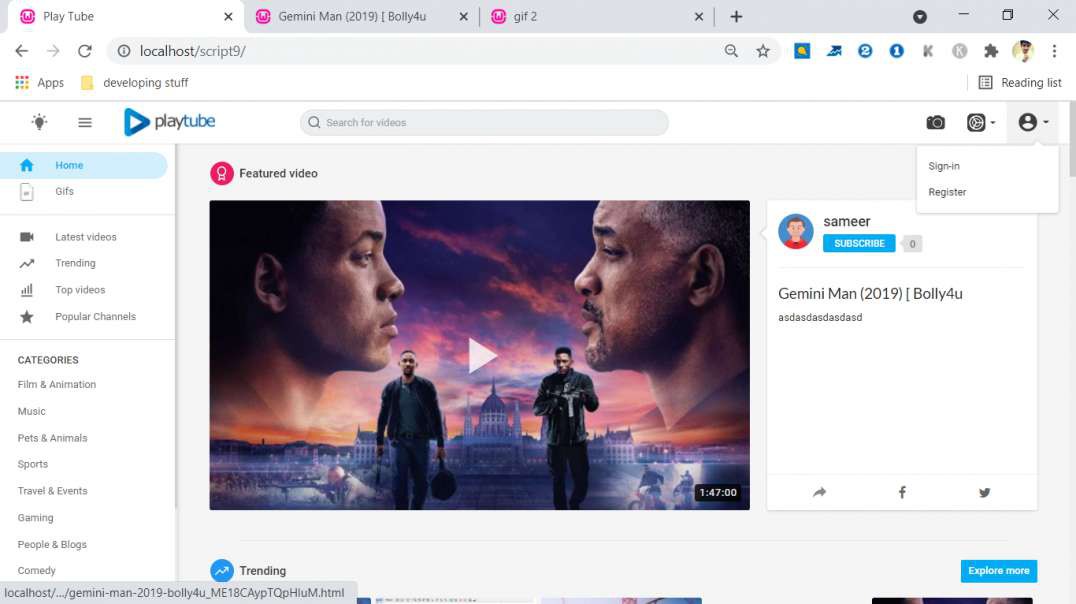 Play Tube
Gemini Man (2019) [ Bolly4u
gif 2
localhost/script9/
Apps
developing stuff
Reading list
playtube
Search for videos
Sign-in
Register
Home
Gifs
Latest videos
Trending
Top videos
Popular Channels
CATEGORIES
Film & Animation
Music
Pets & Animals
Sports
Travel & Events
Gaming
People & Blogs
Comedy
Featured video
1:47:00
sameer
SUBSCRIBE 0
Gemini Man (2019) [ Bolly4u
asdasdasdasdasd
Trending
Explore more
localhost/.../gemini-man-2019-bolly4u_ME18CAypTQpHIuM.html